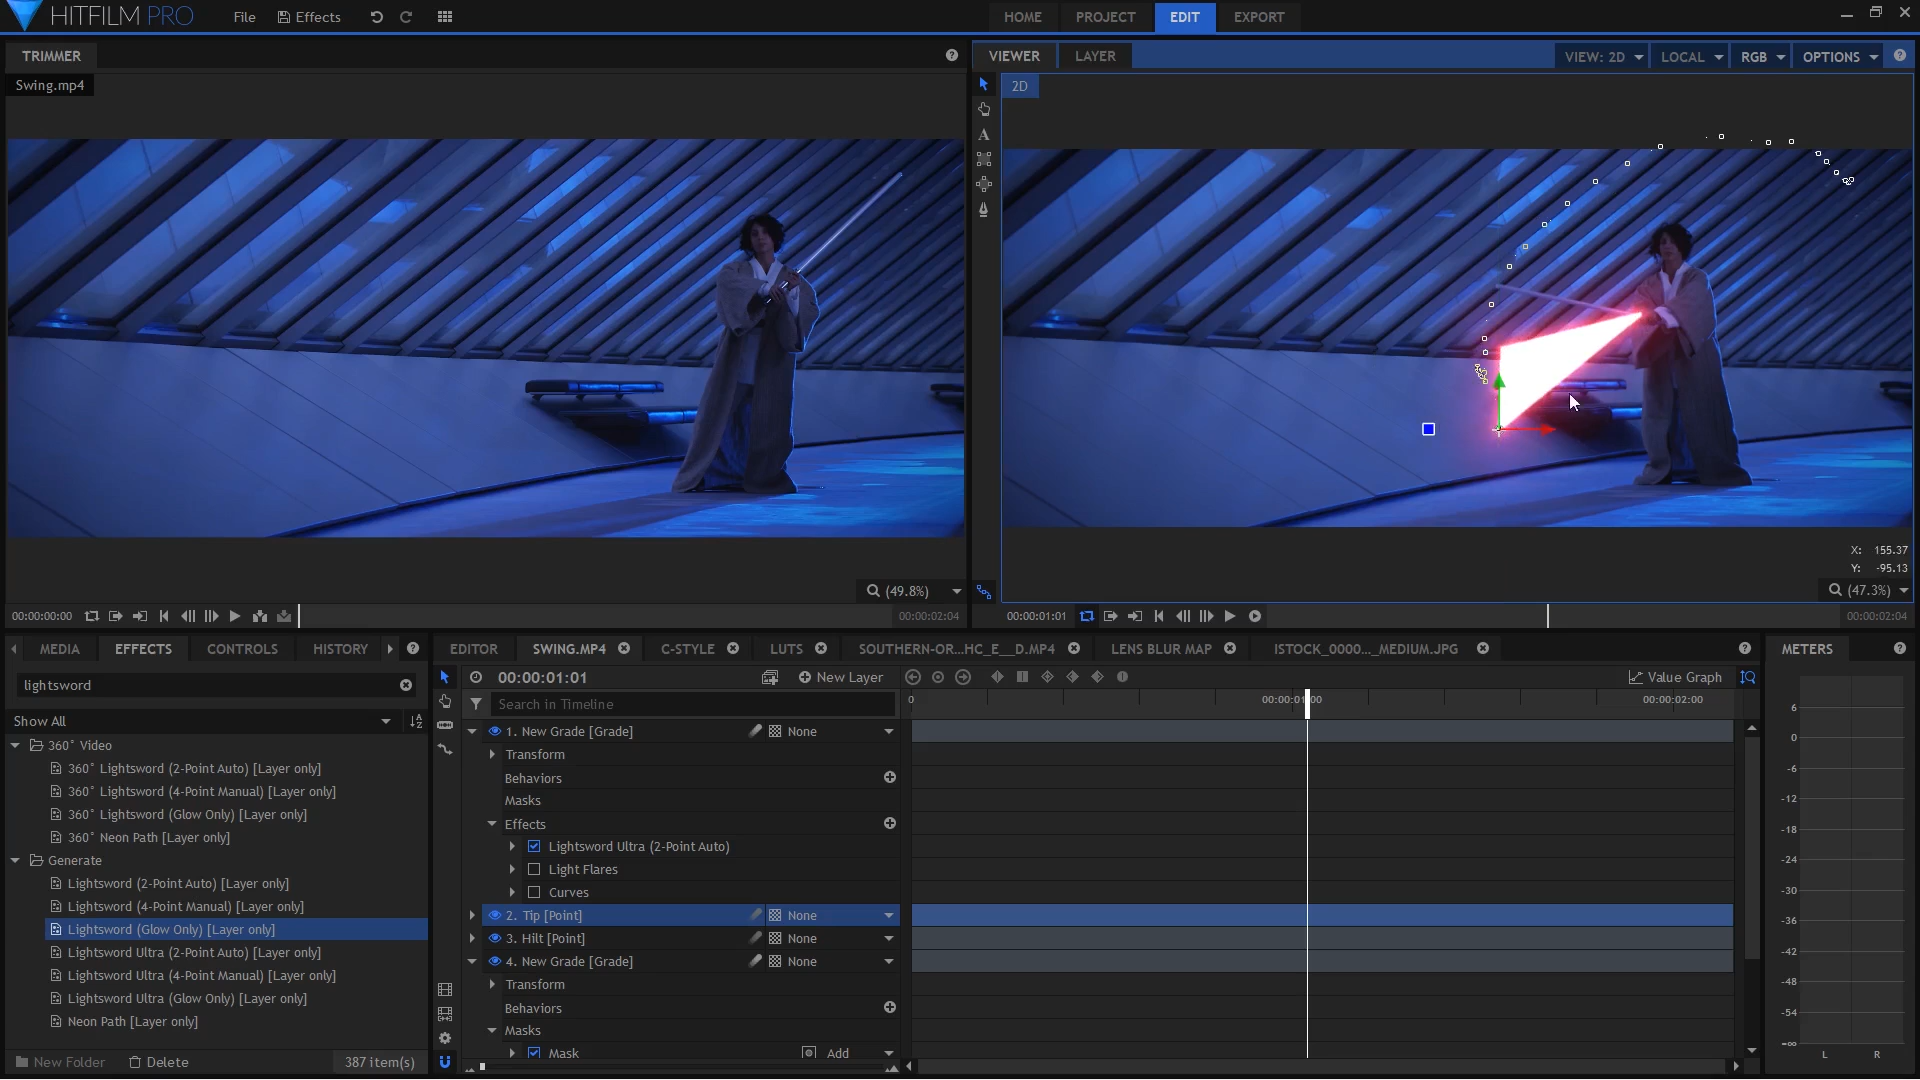 HITFILM PRO File Effects HOME PROJECT EDIT EXPORT
TRIMMER VIEWER LAYER VIEW: 2D LOCAL RGB OPTIONS
Swing.mp4 2D
A
X: 155.37
Y: -95.13
(49.8%) (47.3%)
00:00:00:00 00:00:02:04 00:00:01:01 00:00:02:04
MEDIA EFFECTS CONTROLS HISTORY EDITOR SWING.MP4 C-STYLE LUTS SOUTHERN-OR...HC_E__D.MP4 LENS BLUR MAP ISTOCK_0000..._MEDIUM.JPG METERS
lightsword 00:00:01:01 New Layer Value Graph
Search in Timeline 0 00:00:01:00 00:00:02:00
Show All
360° Video
360° Lightsword (2-Point Auto) [Layer only]
360° Lightsword (4-Point Manual) [Layer only]
360° Lightsword (Glow Only) [Layer only]
360° Neon Path [Layer only]
Generate
Lightsword (2-Point Auto) [Layer only]
Lightsword (4-Point Manual) [Layer only]
Lightsword (Glow Only) [Layer only]
Lightsword Ultra (2-Point Auto) [Layer only]
Lightsword Ultra (4-Point Manual) [Layer only]
Lightsword Ultra (Glow Only) [Layer only]
Neon Path [Layer only]
New Folder Delete 387 item(s)
1. New Grade [Grade] None
Transform
Behaviors
Masks
Effects
Lightsword Ultra (2-Point Auto)
Light Flares
Curves
2. Tip [Point] None
3. Hilt [Point] None
4. New Grade [Grade] None
Transform
Behaviors
Masks
Mask Add
6
0
-6
-12
-18
-24
-30
-36
-42
-48
-54
-∞
L R